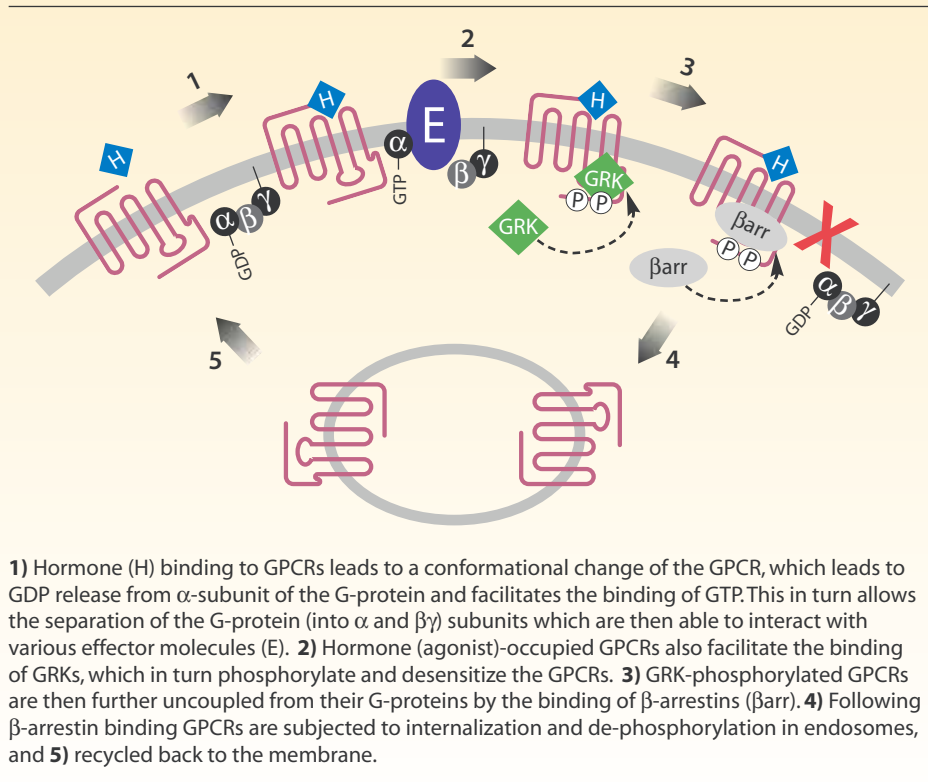 2
1
3
H
H
E
H
H
α
GTP
β
γ
α
β
γ
GDP
GRK
P
P
GRK
βarr
P
P
βarr
α
β
γ
GDP
5
4
1) Hormone (H) binding to GPCRs leads to a conformational change of the GPCR, which leads to
GDP release from α-subunit of the G-protein and facilitates the binding of GTP. This in turn allows
the separation of the G-protein (into α and βγ) subunits which are then able to interact with
various effector molecules (E). 2) Hormone (agonist)-occupied GPCRs also facilitate the binding
of GRKs, which in turn phosphorylate and desensitize the GPCRs. 3) GRK-phosphorylated GPCRs
are then further uncoupled from their G-proteins by the binding of β-arrestins (βarr). 4) Following
β-arrestin binding GPCRs are subjected to internalization and de-phosphorylation in endosomes,
and 5) recycled back to the membrane.